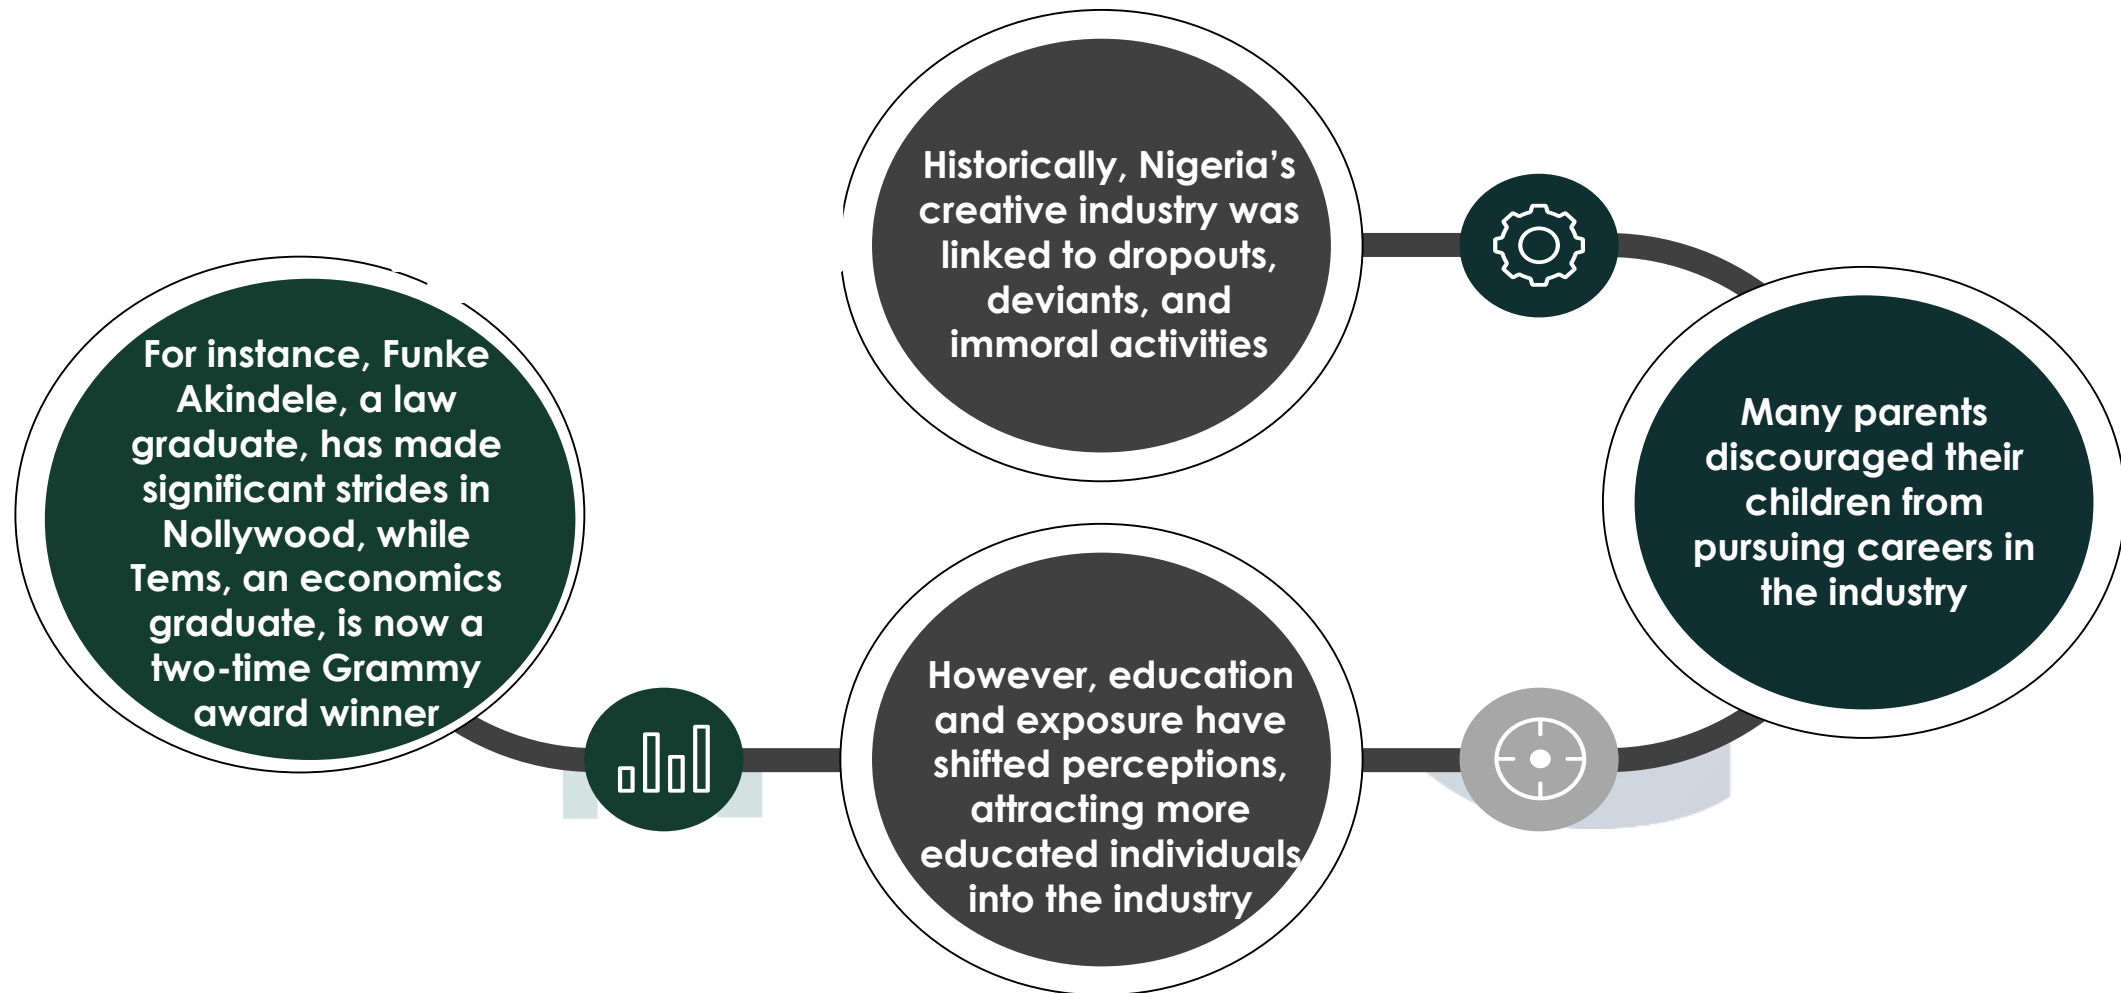 Historically, Nigeria’s
creative industry was
linked to dropouts,
deviants, and
immoral activities
Many parents
discouraged their
children from
pursuing careers in
the industry
However, education
and exposure have
shifted perceptions,
attracting more
educated individuals
into the industry
For instance, Funke
Akindele, a law
graduate, has made
significant strides in
Nollywood, while
Tems, an economics
graduate, is now a
two-time Grammy
award winner